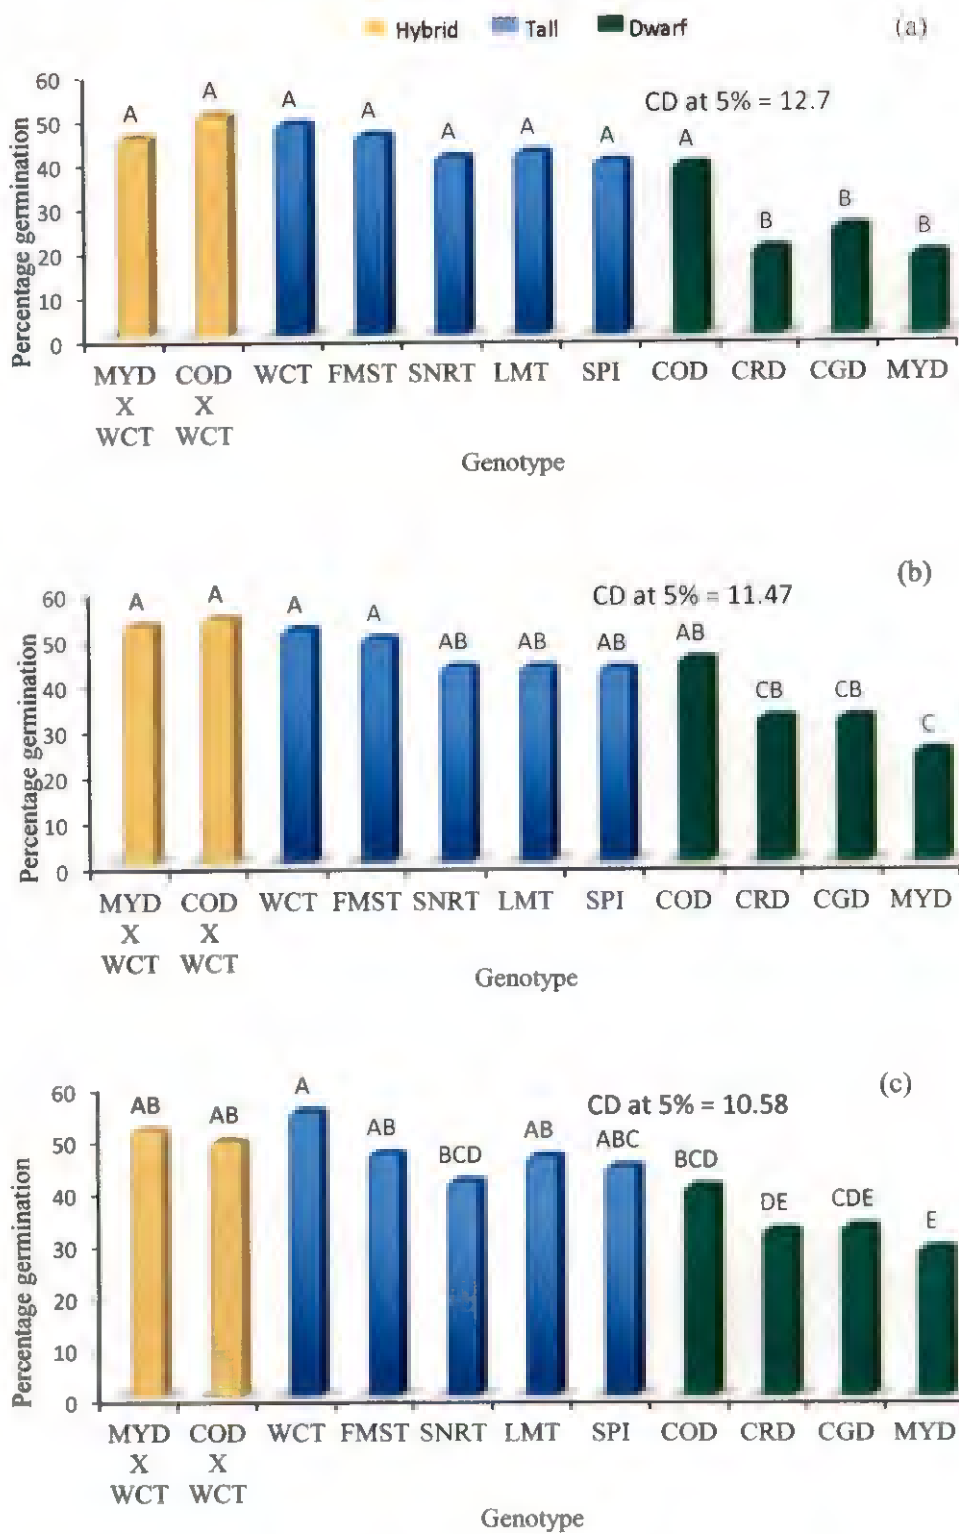 Hybrid Tall Dwarf (a)
CD at 5% = 12.7
Percentage germination
60
50
40
30
20
10
0
A A A A A A A A B B B
MYD X WCT COD X WCT WCT FMST SNRT LMT SPI COD CRD CGD MYD
Genotype
(b)
CD at 5% = 11.47
Percentage germination
60
50
40
30
20
10
0
A A A A AB AB AB AB CB CB C
MYD X WCT COD X WCT WCT FMST SNRT LMT SPI COD CRD CGD MYD
Genotype
(c)
CD at 5% = 10.58
Percentage germination
60
50
40
30
20
10
0
AB AB A AB BCD AB ABC BCD DE CDE E
MYD X WCT COD X WCT WCT FMST SNRT LMT SPI COD CRD CGD MYD
Genotype